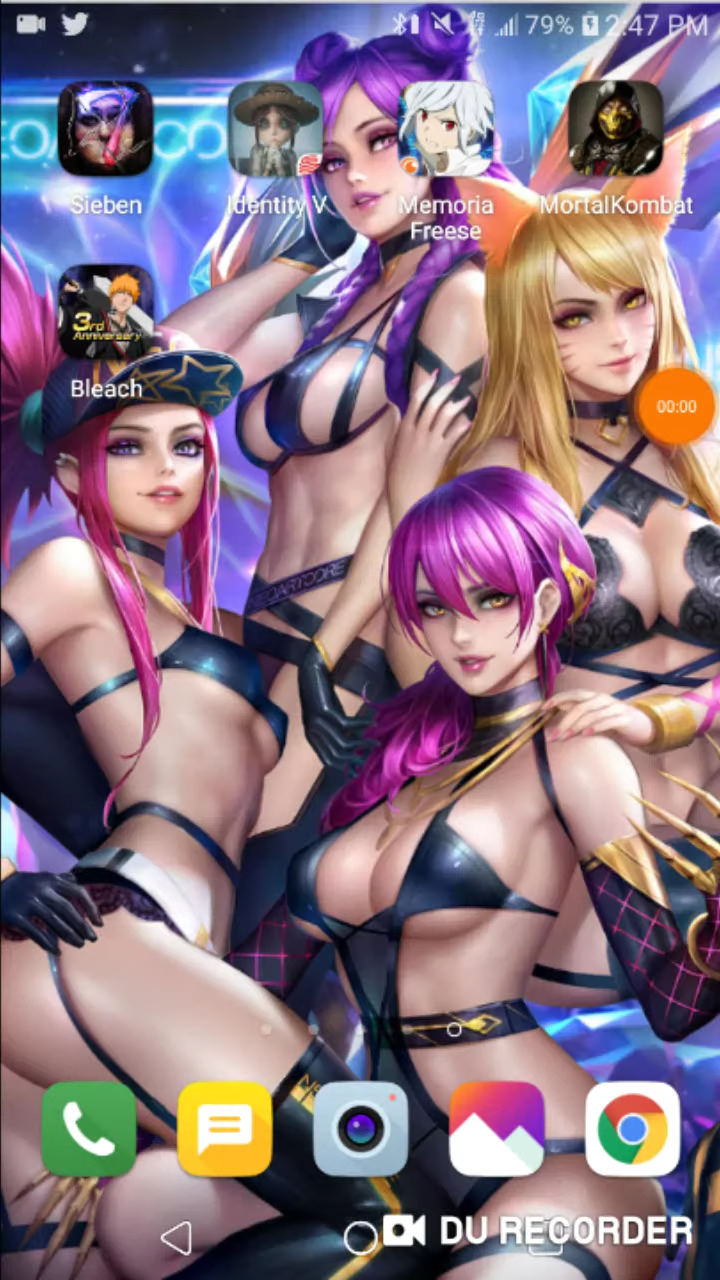 79% 2:47 PM
Sieben
Identity V
Memoria
Freese
MortalKombat
3rd
Anniversary
Bleach
00:00
DU RECORDER